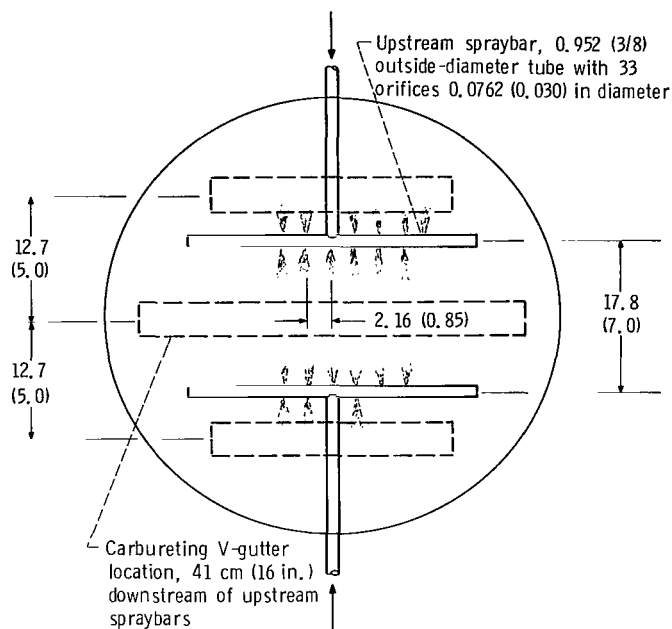 Upstream spraybar, 0.952 (3/8)
outside-diameter tube with 33
orifices 0.0762 (0.030) in diameter
12.7
(5.0)
17.8
(7.0)
2.16 (0.85)
12.7
(5.0)
Carbureting V-gutter
location, 41 cm (16 in.)
downstream of upstream
spraybars